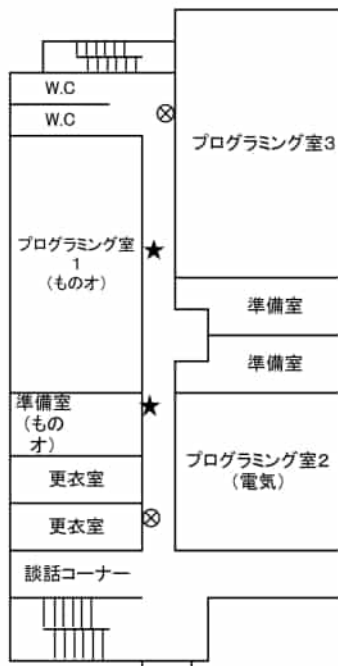 W.C
W.C
プログラミング室3
プログラミング室
1
(ものオ)
準備室
準備室
準備室
(もの
オ)
プログラミング室2
(電気)
更衣室
更衣室
談話コーナー